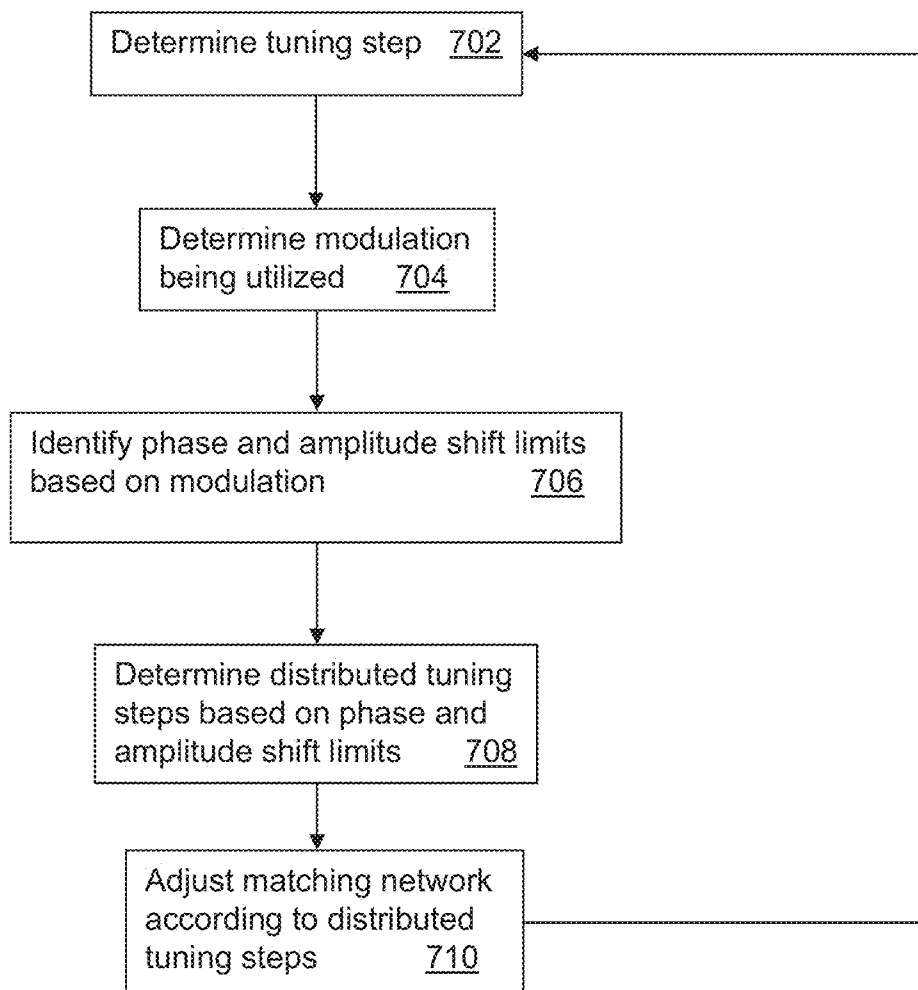 Determine tuning step 702
Determine modulation
being utilized 704
Identify phase and amplitude shift limits
based on modulation 706
Determine distributed tuning
steps based on phase and
amplitude shift limits 708
Adjust matching network
according to distributed
tuning steps 710